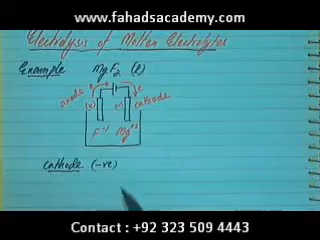 www.fahadsacademy.com
Electrolysis of Molten Electrolytes
Example MgF2 (l)
anode (+) (-) cathode
e
F-1 Mg+2
Cathode (-ve)
Contact : +92 323 509 4443